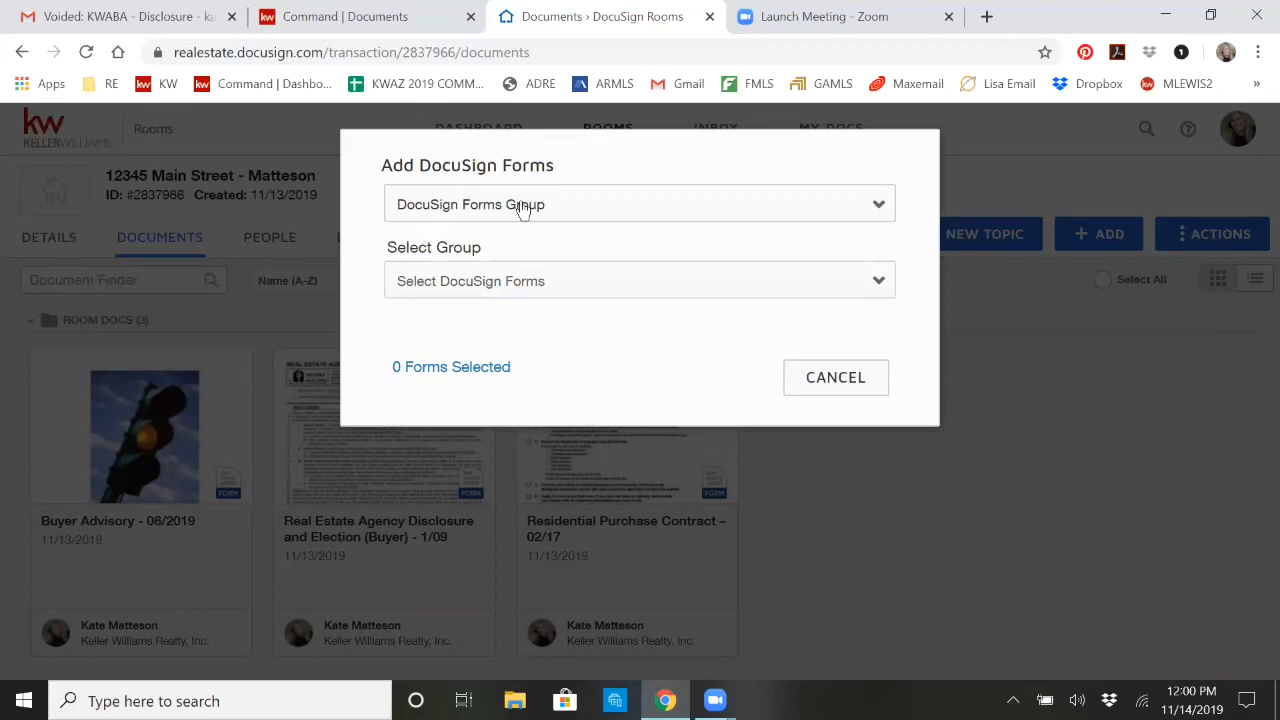 Voided: KWABA - Disclosure - ka
Command | Documents
Documents › DocuSign Rooms
Launch Meeting - Zoom
realestate.docusign.com/transaction/2837966/documents
Apps
RE
KW
Command | Dashbo...
KWAZ 2019 COMM...
ADRE
ARMLS
Gmail
FMLS
GAMLS
Maxemail
Lisa Email
Dropbox
MLEWIS2
»
kw
KELLERWILLIAMS
Rooms
DASHBOARD
ROOMS
INBOX
MY DOCS
12345 Main Street - Matteson
ID: #2837966 Created: 11/13/2019
DETAILS
DOCUMENTS
PEOPLE
NEW TOPIC
+ ADD
ACTIONS
Add DocuSign Forms
DocuSign Forms Group
Select Group
Select DocuSign Forms
0 Forms Selected
CANCEL
Document Finder
Name (A-Z)
Select All
ROOM DOCS (3)
FORM
FORM
FORM
Buyer Advisory - 06/2019
11/13/2019
Real Estate Agency Disclosure
and Election (Buyer) - 1/09
11/13/2019
Residential Purchase Contract –
02/17
11/13/2019
Kate Matteson
Keller Williams Realty, Inc.
Kate Matteson
Keller Williams Realty, Inc.
Kate Matteson
Keller Williams Realty, Inc.
Type here to search
12:00 PM
11/14/2019